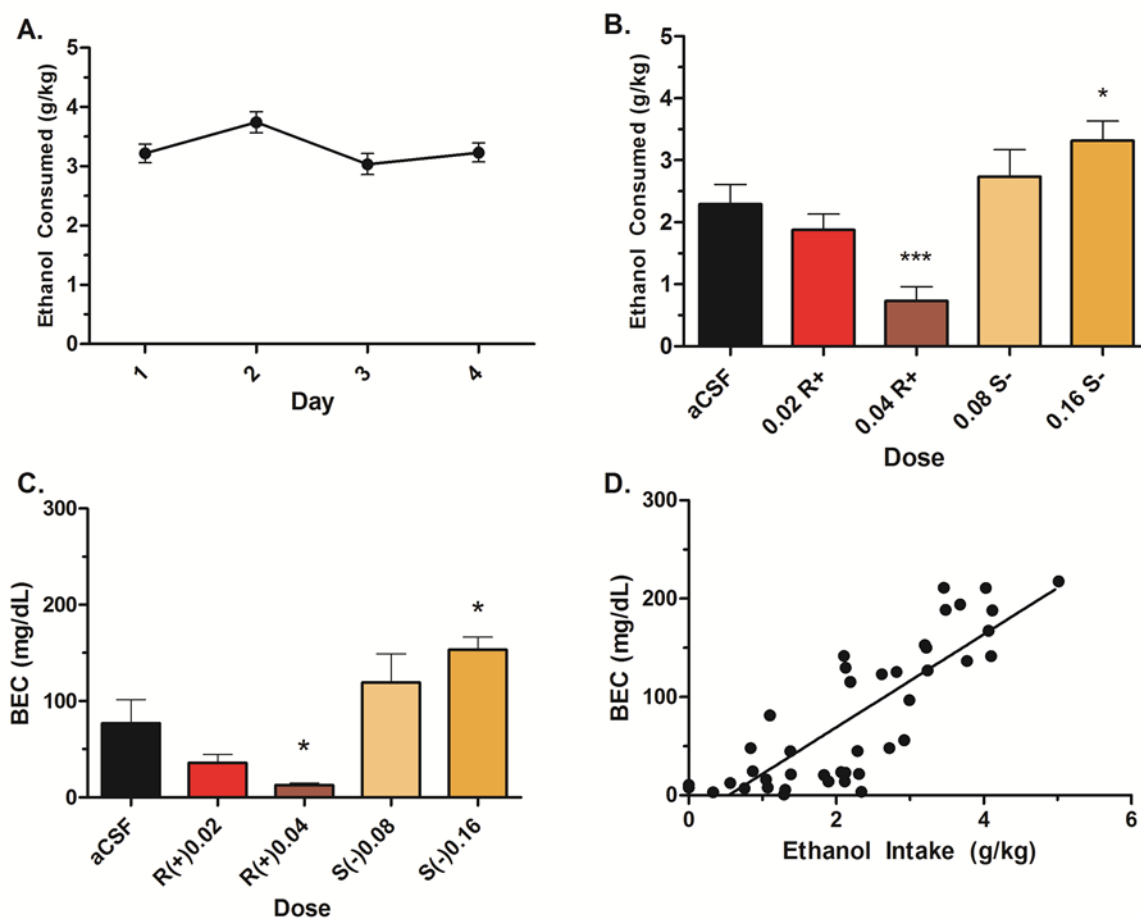 A.
Ethanol Consumed (g/kg)
5
4
3
2
1
0
1
2
3
4
Day
B.
Ethanol Consumed (g/kg)
5
4
3
2
1
0
***
*
aCSF
0.02 R+
0.04 R+
0.08 S-
0.16 S-
Dose
C.
BEC (mg/dL)
300
200
100
0
*
*
aCSF
R(+)0.02
R(+)0.04
S(-)0.08
S(-)0.16
Dose
D.
BEC (mg/dL)
300
200
100
0
0
2
4
6
Ethanol Intake (g/kg)